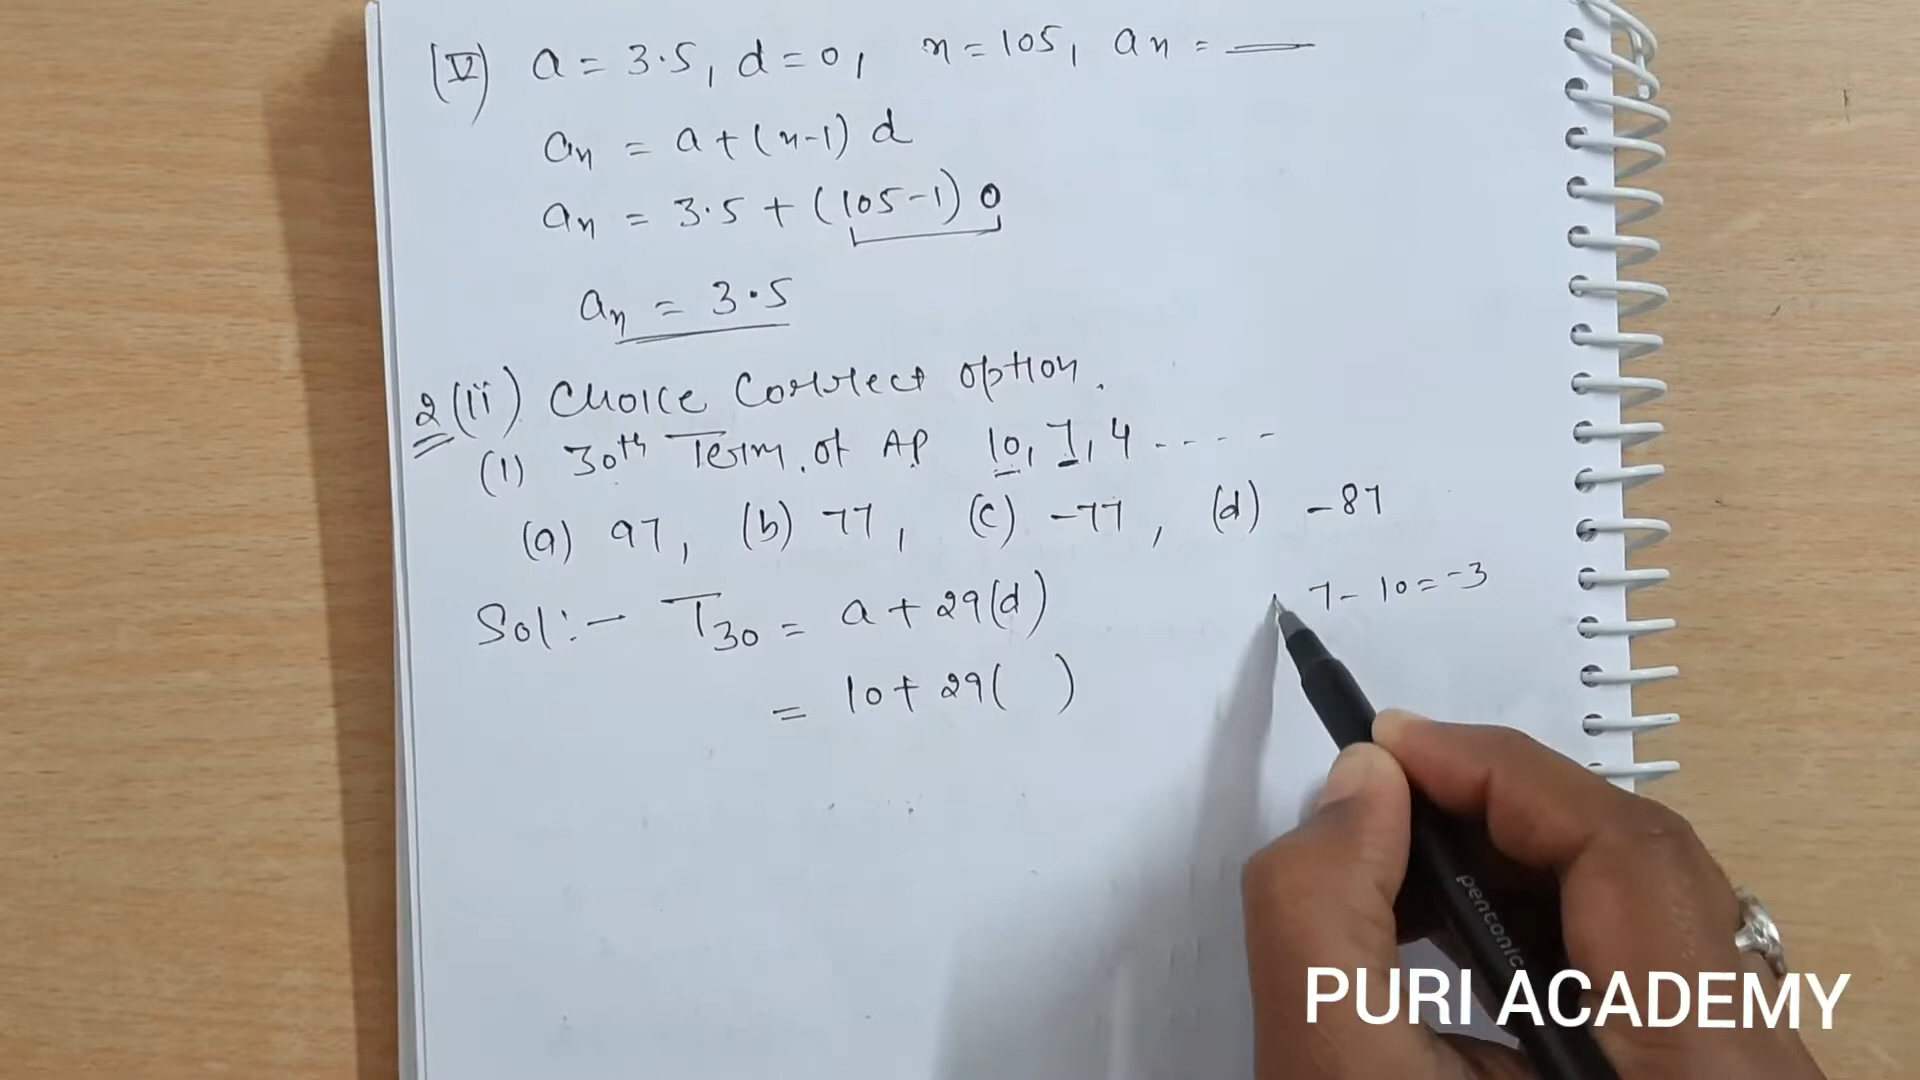 (V) a = 3.5, d = 0, n = 105, an = —
an = a + (n-1) d
an = 3.5 + (105-1) 0
an = 3.5
2 (ii) Choice Correct option.
(1) 30th Term. of AP 10, 7, 4 - - - -
(a) 97, (b) 77, (c) -77, (d) -87
Sol:- T30 = a + 29(d)
7 - 10 = -3
= 10 + 29( )
penconic
PURI ACADEMY